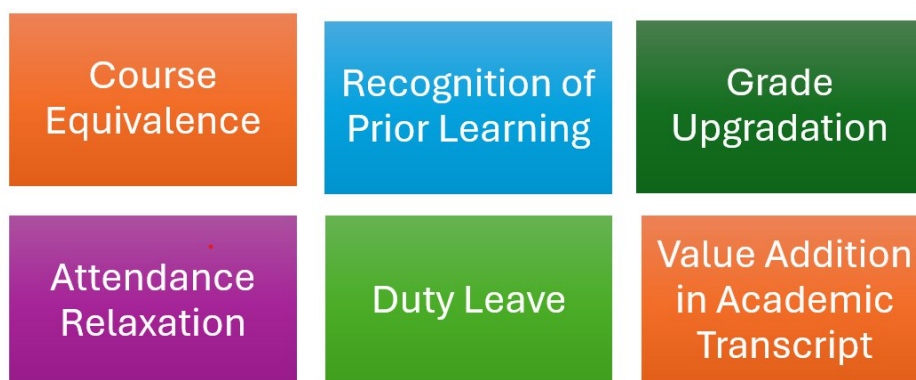 Course
Equivalence
Recognition of
Prior Learning
Grade
Upgradation
Attendance
Relaxation
Duty Leave
Value Addition
in Academic
Transcript